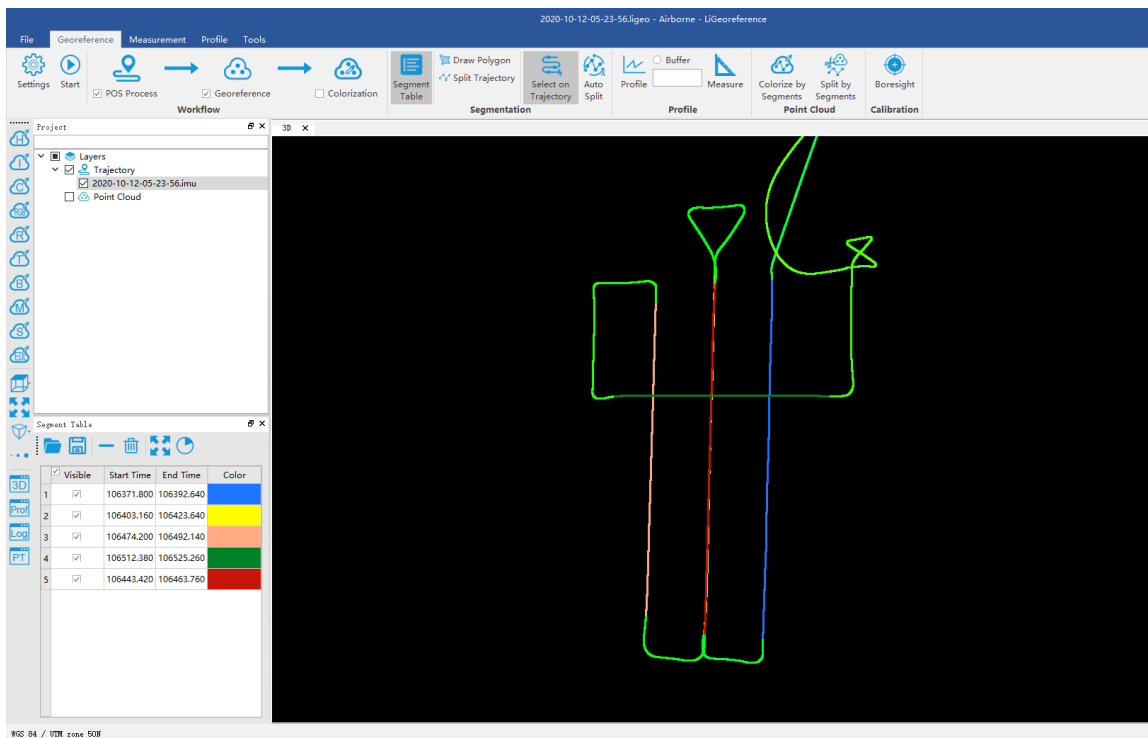 2020-10-12-05-23-56.ligeo - Airborne - LiGeoreference
File Georeference Measurement Profile Tools
Settings Start POS Process Georeference Colorization
Workflow
Segment Table Draw Polygon Split Trajectory Select on Trajectory Auto Split
Segmentation
Profile Buffer Measure
Profile
Colorize by Segments Split by Segments
Point Cloud
Boresight
Calibration
Project
3D
Layers
Trajectory
2020-10-12-05-23-56.imu
Point Cloud
H
I
C
RGB
R
T
B
M
S
EDL
Segment Table
Visible Start Time End Time Color
1 106371.800 106392.640
2 106403.160 106423.640
3 106474.200 106492.140
4 106512.380 106525.260
5 106443.420 106463.760
3D
Prof
Log
PT
WGS 84 / UTM zone 50N